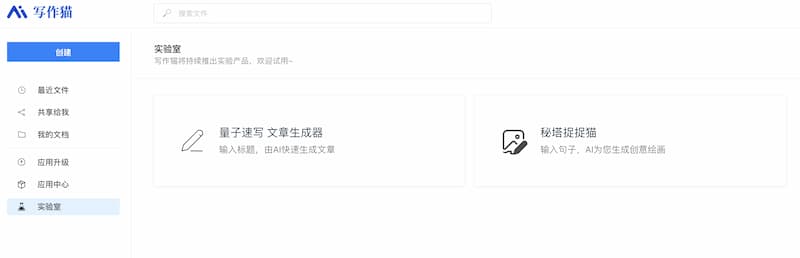 写作猫
搜索文件
创建
最近文件
共享给我
我的文档
应用升级
应用中心
实验室
实验室
写作猫将持续推出实验产品，欢迎试用~
量子速写 文章生成器
输入标题，由AI快速生成文章
秘塔捉捉猫
输入句子，AI为您生成创意绘画